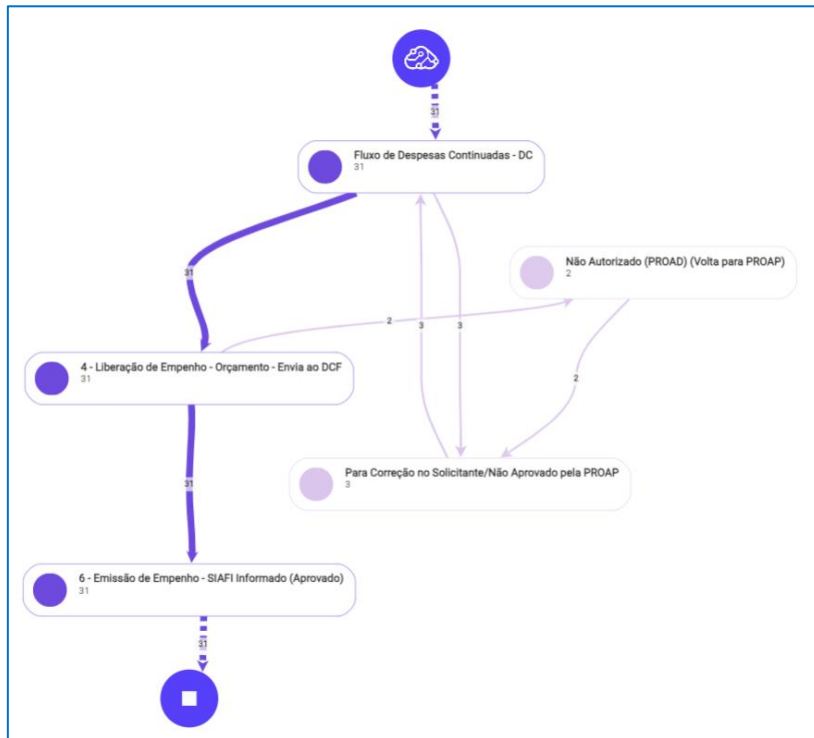 31
Fluxo de Despesas Continuadas - DC
31
Não Autorizado (PROAD) (Volta para PROAP)
2
31
2
3
3
4 - Liberação de Empenho - Orçamento - Envia ao DCF
31
2
Para Correção no Solicitante/Não Aprovado pela PROAP
3
31
6 - Emissão de Empenho - SIAFI Informado (Aprovado)
31
31